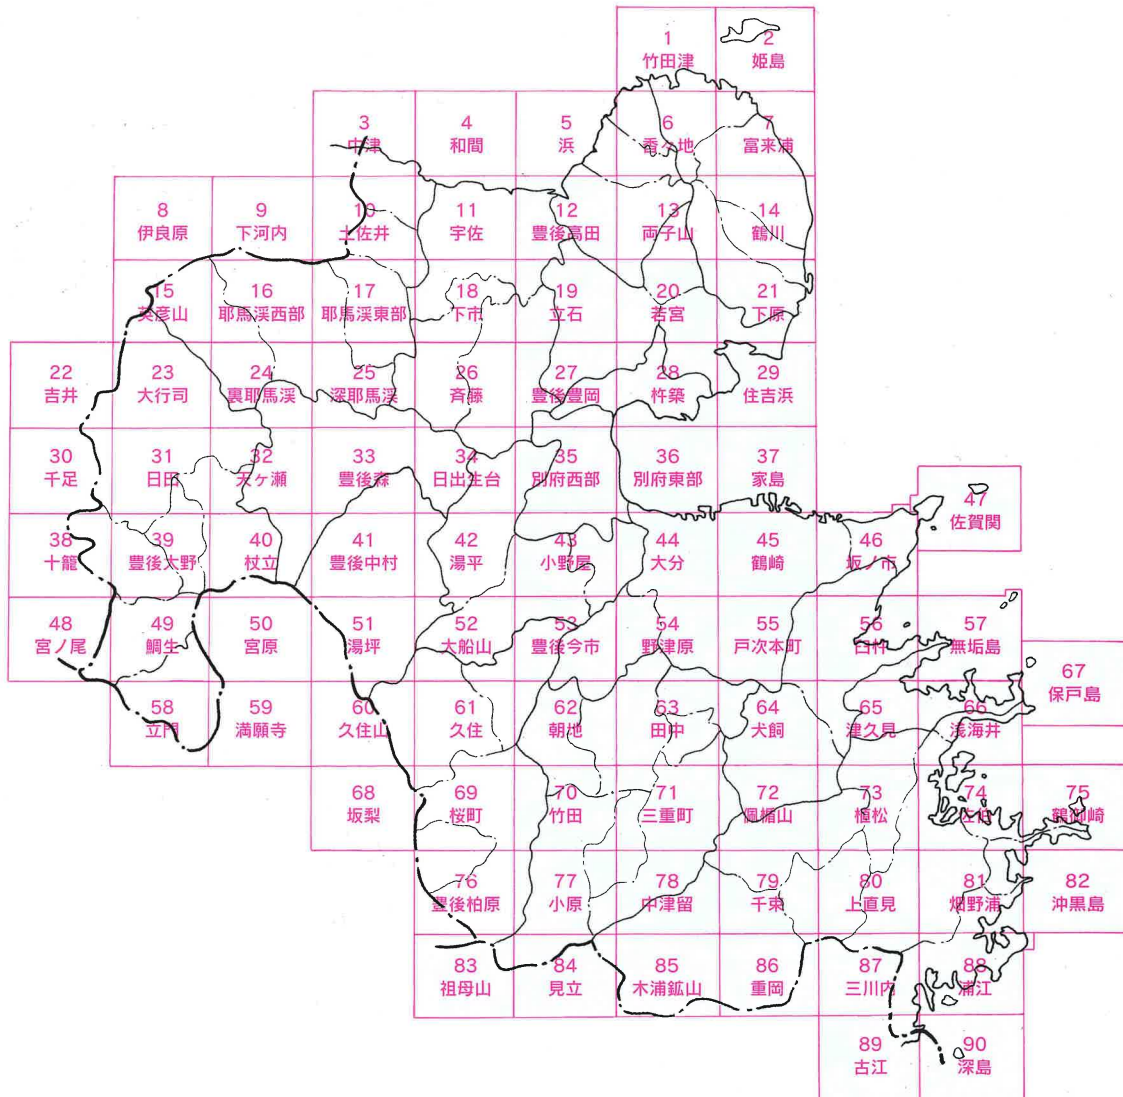 1
竹田津
2
姫島
3
中津
4
和間
5
浜
6
香々地
7
富来浦
8
伊良原
9
下河内
10
土佐井
11
宇佐
12
豊後高田
13
両子山
14
鶴川
15
英彦山
16
耶馬渓西部
17
耶馬渓東部
18
下市
19
立石
20
若宮
21
下原
22
吉井
23
大行司
24
裏耶馬渓
25
深耶馬渓
26
斉藤
27
豊後豊岡
28
杵築
29
住吉浜
30
千足
31
日田
32
天ヶ瀬
33
豊後森
34
日出生台
35
別府西部
36
別府東部
37
家島
47
佐賀関
38
十籠
39
豊後大野
40
杖立
41
豊後中村
42
湯平
43
小野屋
44
大分
45
鶴崎
46
坂ノ市
48
宮ノ尾
49
鯛生
50
宮原
51
湯坪
52
大船山
53
豊後今市
54
野津原
55
戸次本町
56
臼杵
57
無垢島
58
立門
59
満願寺
60
久住山
61
久住
62
朝地
63
田中
64
犬飼
65
津久見
66
浅海井
67
保戸島
68
坂梨
69
桜町
70
竹田
71
三重町
72
佩楯山
73
植松
74
佐伯
75
鶴御崎
76
豊後柏原
77
小原
78
中津留
79
千束
80
上直見
81
畑野浦
82
沖黒島
83
祖母山
84
見立
85
木浦鉱山
86
重岡
87
三川内
88
蒲江
89
古江
90
深島